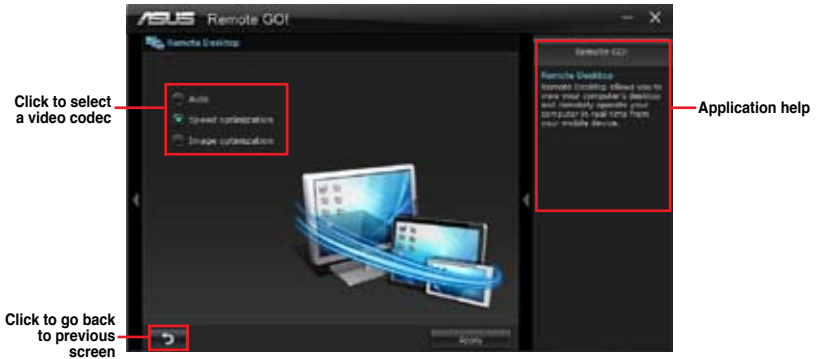 ASUS Remote GO!
Remote Desktop
Remote GO!
Click to select
a video codec
Auto
Speed optimization
Image optimization
Remote Desktop
Remote Desktop allows you to
view your computer's desktop
and remotely operate your
computer in real time from
your mobile device.
Application help
Click to go back
to previous
screen
Apply